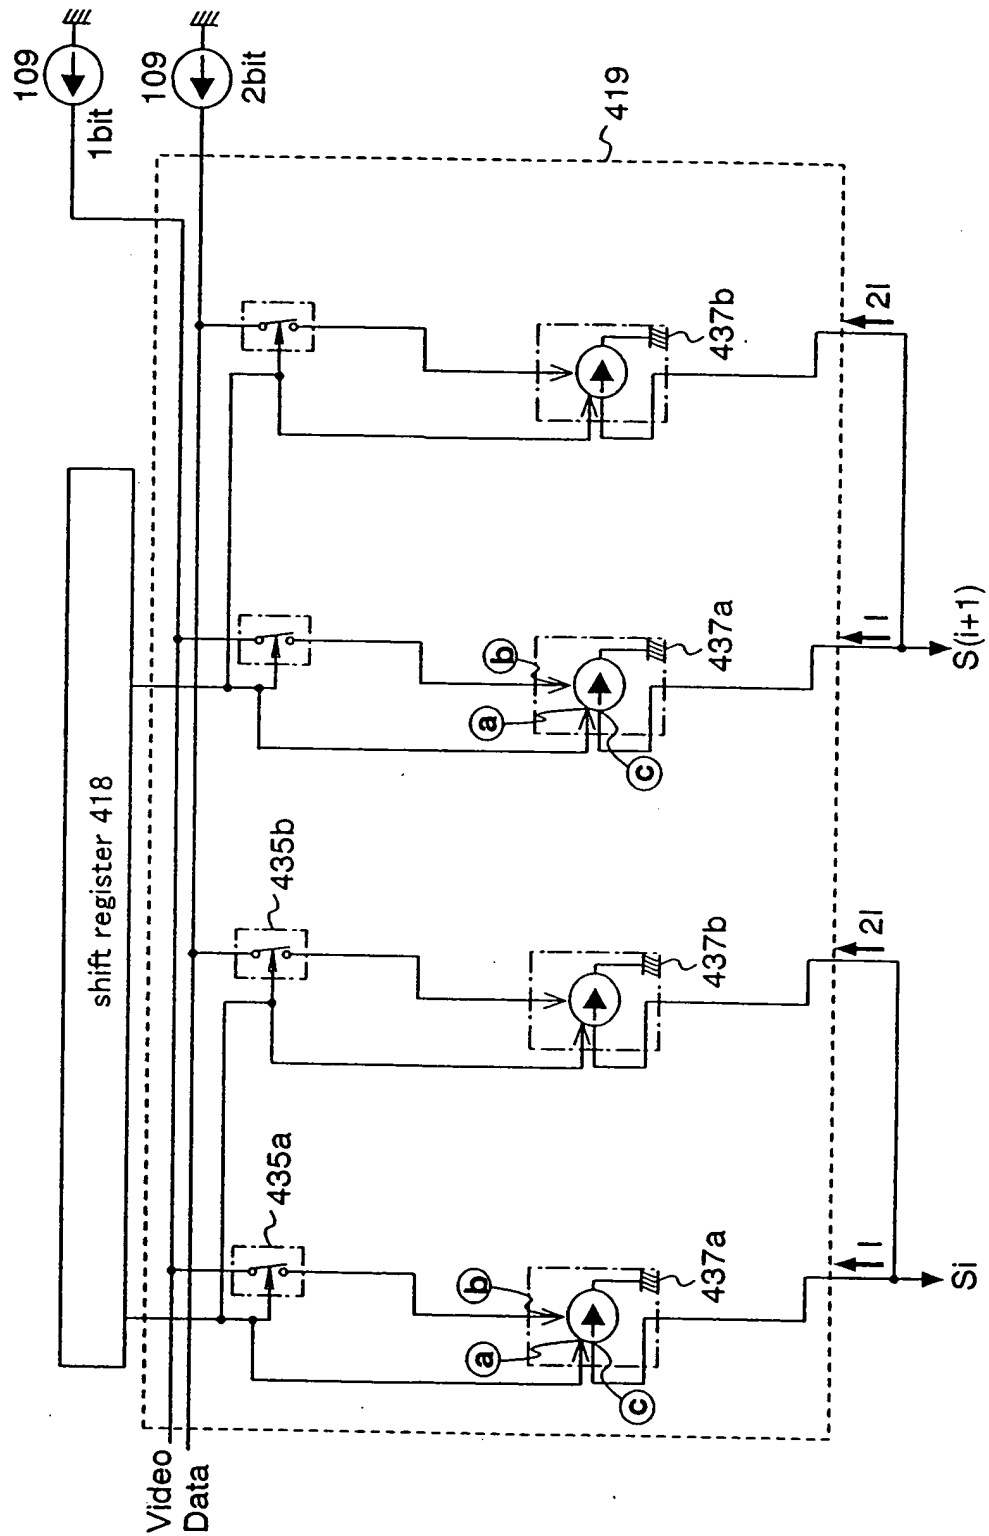 109
1bit
109
2bit
419
shift register 418
Video
Data
435a
435b
437a
437b
437a
437b
a
b
c
a
b
c
I
2I
I
2I
Si
S(i+1)